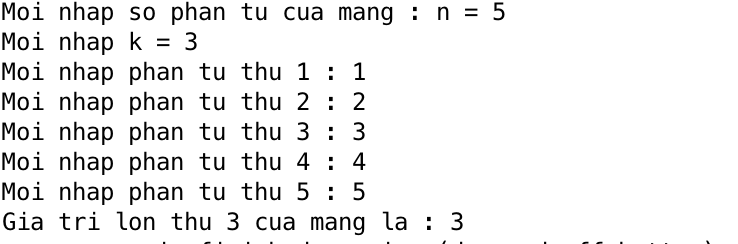 Moi nhap so phan tu cua mang : n = 5
Moi nhap k = 3
Moi nhap phan tu thu 1 : 1
Moi nhap phan tu thu 2 : 2
Moi nhap phan tu thu 3 : 3
Moi nhap phan tu thu 4 : 4
Moi nhap phan tu thu 5 : 5
Gia tri lon thu 3 cua mang la : 3